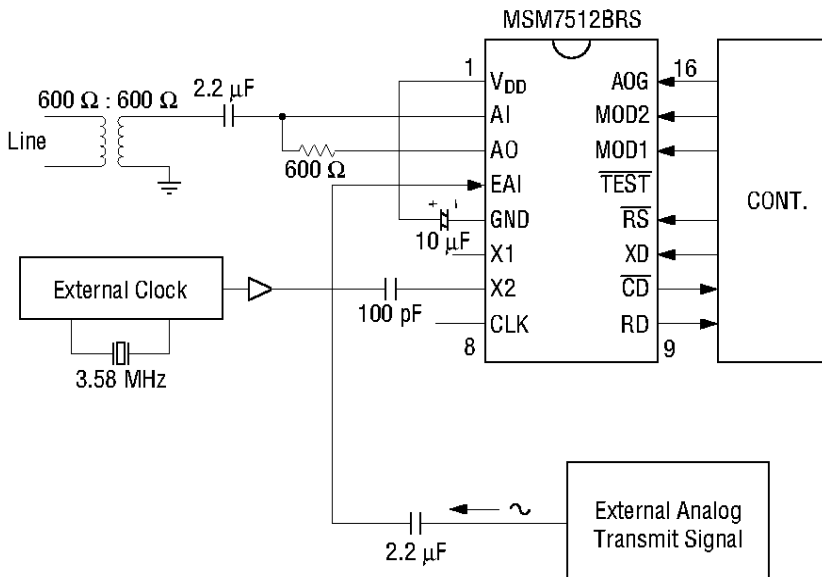 MSM7512BRS
1
16
VDD
AOG
600 Ω : 600 Ω
2.2 µF
AI
MOD2
Line
AO
MOD1
600 Ω
EAI
TEST
CONT.
+
GND
RS
10 µF
X1
XD
External Clock
X2
CD
100 pF
CLK
RD
8
9
3.58 MHz
~
External Analog
Transmit Signal
2.2 µF